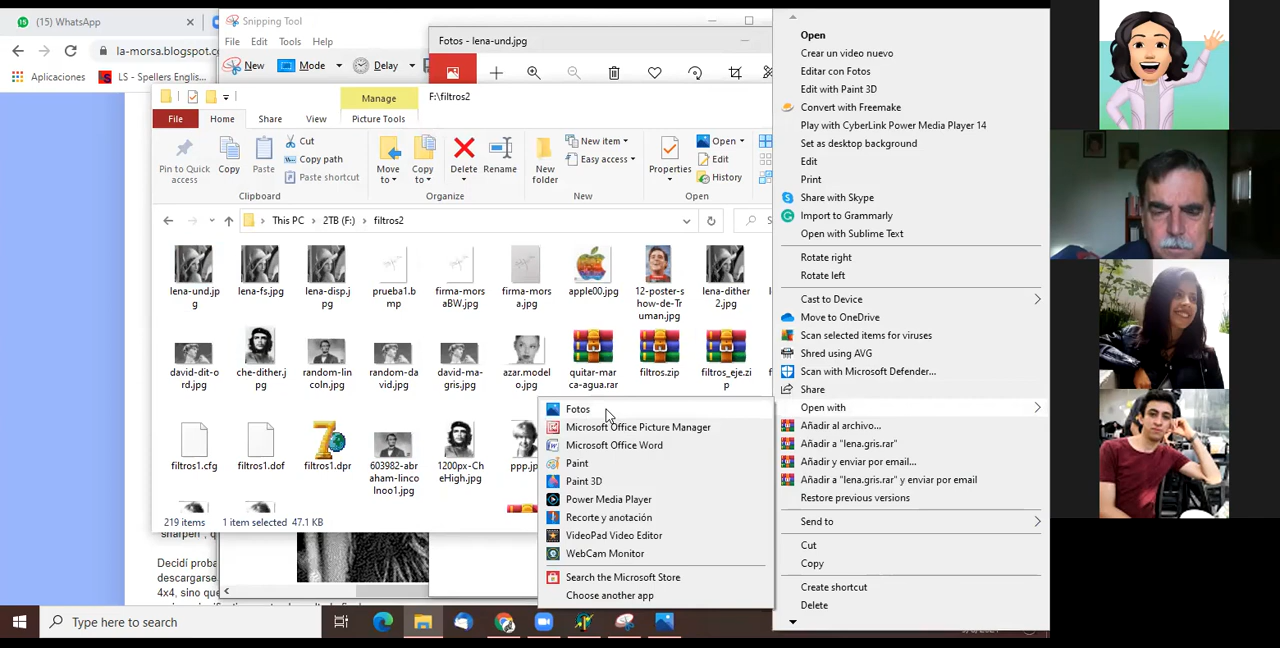 (15) WhatsApp
Snipping Tool
File Edit Tools Help
New Mode Delay
la-morsa.blogspot.co
Aplicaciones LS - Spellers Englis...
Fotos - lena-und.jpg
Manage
F:\filtros2
File Home Share View Picture Tools
Pin to Quick access
Copy
Paste
Cut
Copy path
Paste shortcut
Clipboard
Move to
Copy to
Delete
Rename
Organize
New folder
New item
Easy access
New
Properties
Open
Edit
History
Open
This PC 2TB (F:) filtros2
lena-und.jpg
lena-fs.jpg
lena-disp.jpg
prueba1.bmp
firma-morsaBW.jpg
firma-morsa.jpg
apple00.jpg
12-poster-show-de-Truman.jpg
lena-dither2.jpg
david-dit-ord.jpg
che-dither.jpg
random-lincoln.jpg
random-david.jpg
david-ma-gris.jpg
azar.modelo.jpg
quitar-marca-agua.rar
filtros.zip
filtros_eje.zip
filtros1.cfg
filtros1.dof
filtros1.dpr
603982-abraham-lincolnoo1.jpg
1200px-CheHigh.jpg
ppp.j
219 items 1 item selected 47.1 KB
sharpen", q
Decidí proba
descargarse
4x4, sino que
Fotos
Microsoft Office Picture Manager
Microsoft Office Word
Paint
Paint 3D
Power Media Player
Recorte y anotación
VideoPad Video Editor
WebCam Monitor
Search the Microsoft Store
Choose another app
Open
Crear un video nuevo
Editar con Fotos
Edit with Paint 3D
Convert with Freemake
Play with CyberLink Power Media Player 14
Set as desktop background
Edit
Print
Share with Skype
Import to Grammarly
Open with Sublime Text
Rotate right
Rotate left
Cast to Device
Move to OneDrive
Scan selected items for viruses
Shred using AVG
Scan with Microsoft Defender...
Share
Open with
Añadir al archivo...
Añadir a "lena.gris.rar"
Añadir y enviar por email...
Añadir a "lena.gris.rar" y enviar por email
Restore previous versions
Send to
Cut
Copy
Create shortcut
Delete
Type here to search